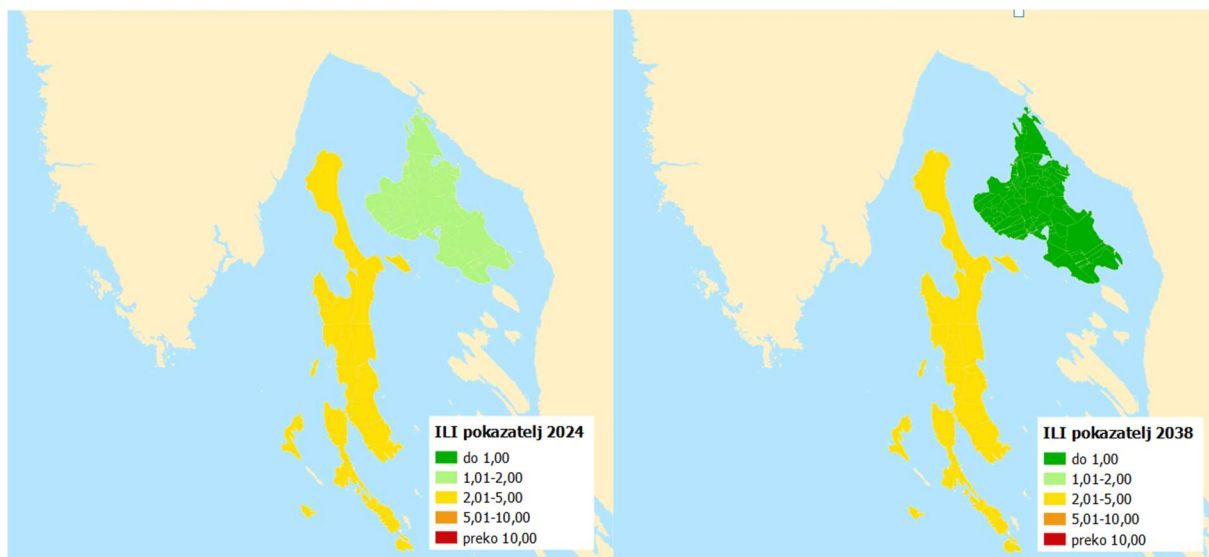 ILI pokazatelj 2024
do 1,00
1,01-2,00
2,01-5,00
5,01-10,00
preko 10,00
ILI pokazatelj 2038
do 1,00
1,01-2,00
2,01-5,00
5,01-10,00
preko 10,00